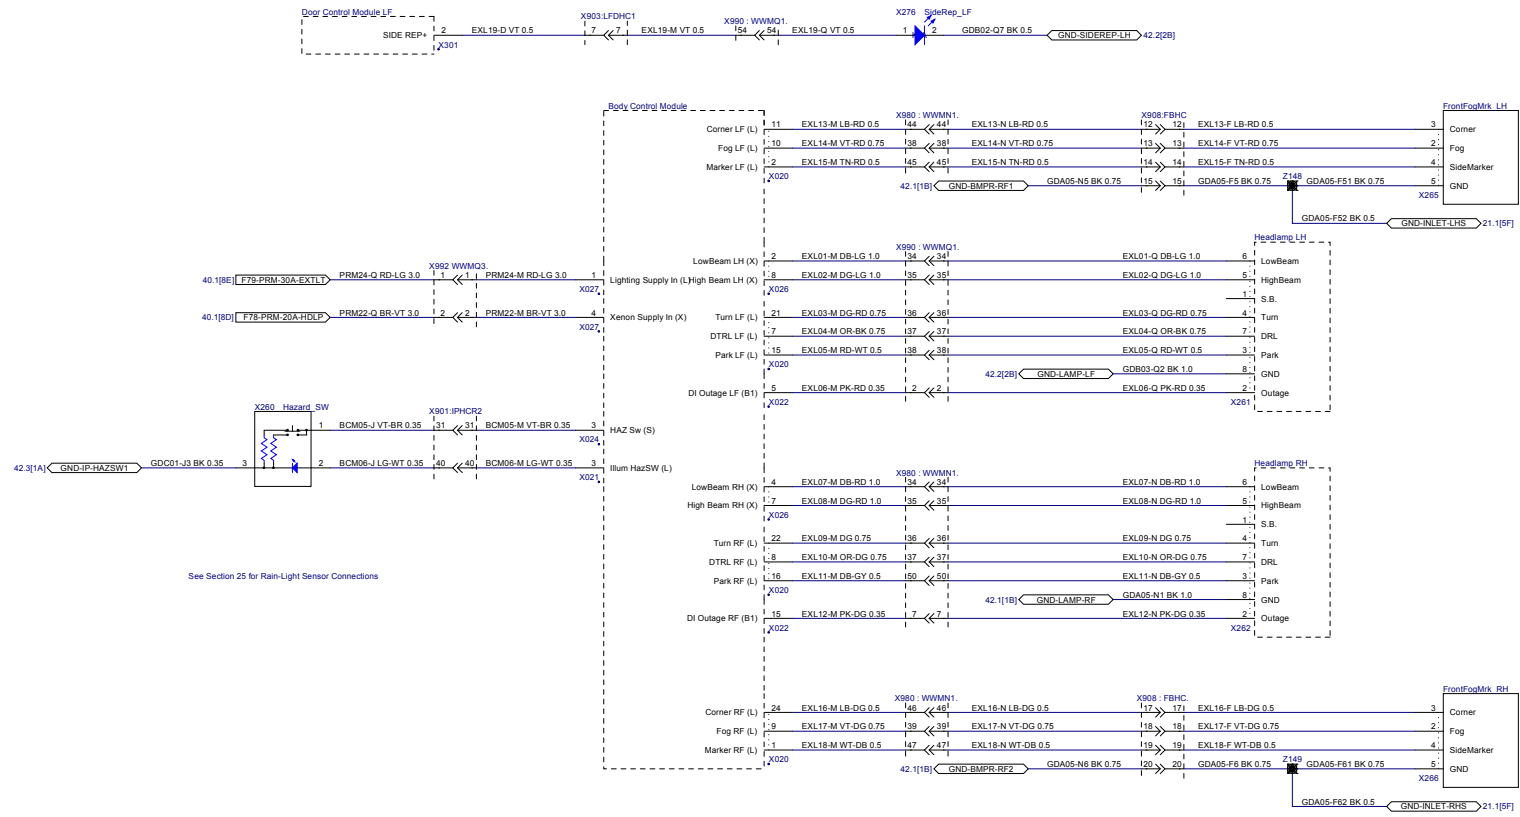 Door Control Module LF
X903:LFDHC1
X990 : WWMQ1.
X276 SideRep_LF
SIDE REP+ 2 EXL19-D VT 0.5 7 7 EXL19-M VT 0.5 54 54 EXL19-Q VT 0.5 1 2 GDB02-Q7 BK 0.5 GND-SIDEREP-LH 42.2[2B]
X301
Body Control Module
X980 : WWMN1.
X908:FBHC
FrontFogMrk_LH
Corner LF (L) 11 EXL13-M LB-RD 0.5 44 44 EXL13-N LB-RD 0.5 12 12 EXL13-F LB-RD 0.5 3 Corner
Fog LF (L) 10 EXL14-M VT-RD 0.75 38 38 EXL14-N VT-RD 0.75 13 13 EXL14-F VT-RD 0.75 2 Fog
Marker LF (L) 2 EXL15-M TN-RD 0.5 45 45 EXL15-N TN-RD 0.5 14 14 EXL15-F TN-RD 0.5 4 SideMarker
X020
42.1[1B] GND-BMPR-RF1 GDA05-N5 BK 0.75 15 15 GDA05-F5 BK 0.75 Z148 GDA05-F51 BK 0.75 5 GND
X265
GDA05-F52 BK 0.5 GND-INLET-LHS 21.1[5F]
X990 : WWMQ1.
Headlamp LH
LowBeam LH (X) 2 EXL01-M DB-LG 1.0 34 34 EXL01-Q DB-LG 1.0 6 LowBeam
X992 WWMQ3.
40.1[8E] F79-PRM-30A-EXTLT PRM24-Q RD-LG 3.0 1 1 PRM24-M RD-LG 3.0 1 Lighting Supply In (L) High Beam LH (X) 8 EXL02-M DG-LG 1.0 35 35 EXL02-Q DG-LG 1.0 5 HighBeam
X027
X026
1 S.B.
40.1[8D] F78-PRM-20A-HDLP PRM22-Q BR-VT 3.0 2 2 PRM22-M BR-VT 3.0 4 Xenon Supply In (X) Turn LF (L) 21 EXL03-M DG-RD 0.75 36 36 EXL03-Q DG-RD 0.75 4 Turn
X027
DTRL LF (L) 7 EXL04-M OR-BK 0.75 37 37 EXL04-Q OR-BK 0.75 7 DRL
Park LF (L) 15 EXL05-M RD-WT 0.5 38 38 EXL05-Q RD-WT 0.5 3 Park
X020
42.2[2B] GND-LAMP-LF GDB03-Q2 BK 1.0 8 GND
DI Outage LF (B1) 5 EXL06-M PK-RD 0.35 2 2 EXL06-Q PK-RD 0.35 2 Outage
X022
X261
X260 Hazard_SW
X901:IPHCR2
1 BCM05-J VT-BR 0.35 31 31 BCM05-M VT-BR 0.35 3 HAZ Sw (S)
X024
42.3[1A] GND-IP-HAZSW1 GDC01-J3 BK 0.35 3 2 BCM06-J LG-WT 0.35 40 40 BCM06-M LG-WT 0.35 3 Illum HazSW (L)
X021
X980 : WWMN1.
Headlamp RH
LowBeam RH (X) 4 EXL07-M DB-RD 1.0 34 34 EXL07-N DB-RD 1.0 6 LowBeam
High Beam RH (X) 7 EXL08-M DG-RD 1.0 35 35 EXL08-N DG-RD 1.0 5 HighBeam
X026
1 S.B.
Turn RF (L) 22 EXL09-M DG 0.75 36 36 EXL09-N DG 0.75 4 Turn
DTRL RF (L) 8 EXL10-M OR-DG 0.75 37 37 EXL10-N OR-DG 0.75 7 DRL
See Section 25 for Rain-Light Sensor Connections
Park RF (L) 16 EXL11-M DB-GY 0.5 50 50 EXL11-N DB-GY 0.5 3 Park
X020
42.1[1B] GND-LAMP-RF GDA05-N1 BK 1.0 8 GND
DI Outage RF (B1) 15 EXL12-M PK-DG 0.35 7 7 EXL12-N PK-DG 0.35 2 Outage
X022
X262
X980 : WWMN1.
X908 : FBHC.
FrontFogMrk_RH
Corner RF (L) 24 EXL16-M LB-DG 0.5 46 46 EXL16-N LB-DG 0.5 17 17 EXL16-F LB-DG 0.5 3 Corner
Fog RF (L) 9 EXL17-M VT-DG 0.75 39 39 EXL17-N VT-DG 0.75 18 18 EXL17-F VT-DG 0.75 2 Fog
Marker RF (L) 1 EXL18-M WT-DB 0.5 47 47 EXL18-N WT-DB 0.5 19 19 EXL18-F WT-DB 0.5 4 SideMarker
X020
42.1[1B] GND-BMPR-RF2 GDA05-N6 BK 0.75 20 20 GDA05-F6 BK 0.75 Z149 GDA05-F61 BK 0.75 5 GND
X266
GDA05-F62 BK 0.5 GND-INLET-RHS 21.1[5F]